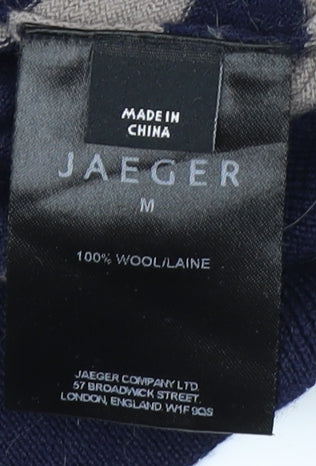 MADE IN
CHINA
JAEGER
M
100% WOOL/LAINE
JAEGER COMPANY LTD
57 BROADWICK STREET.
LONDON, ENGLAND W1F 9QS